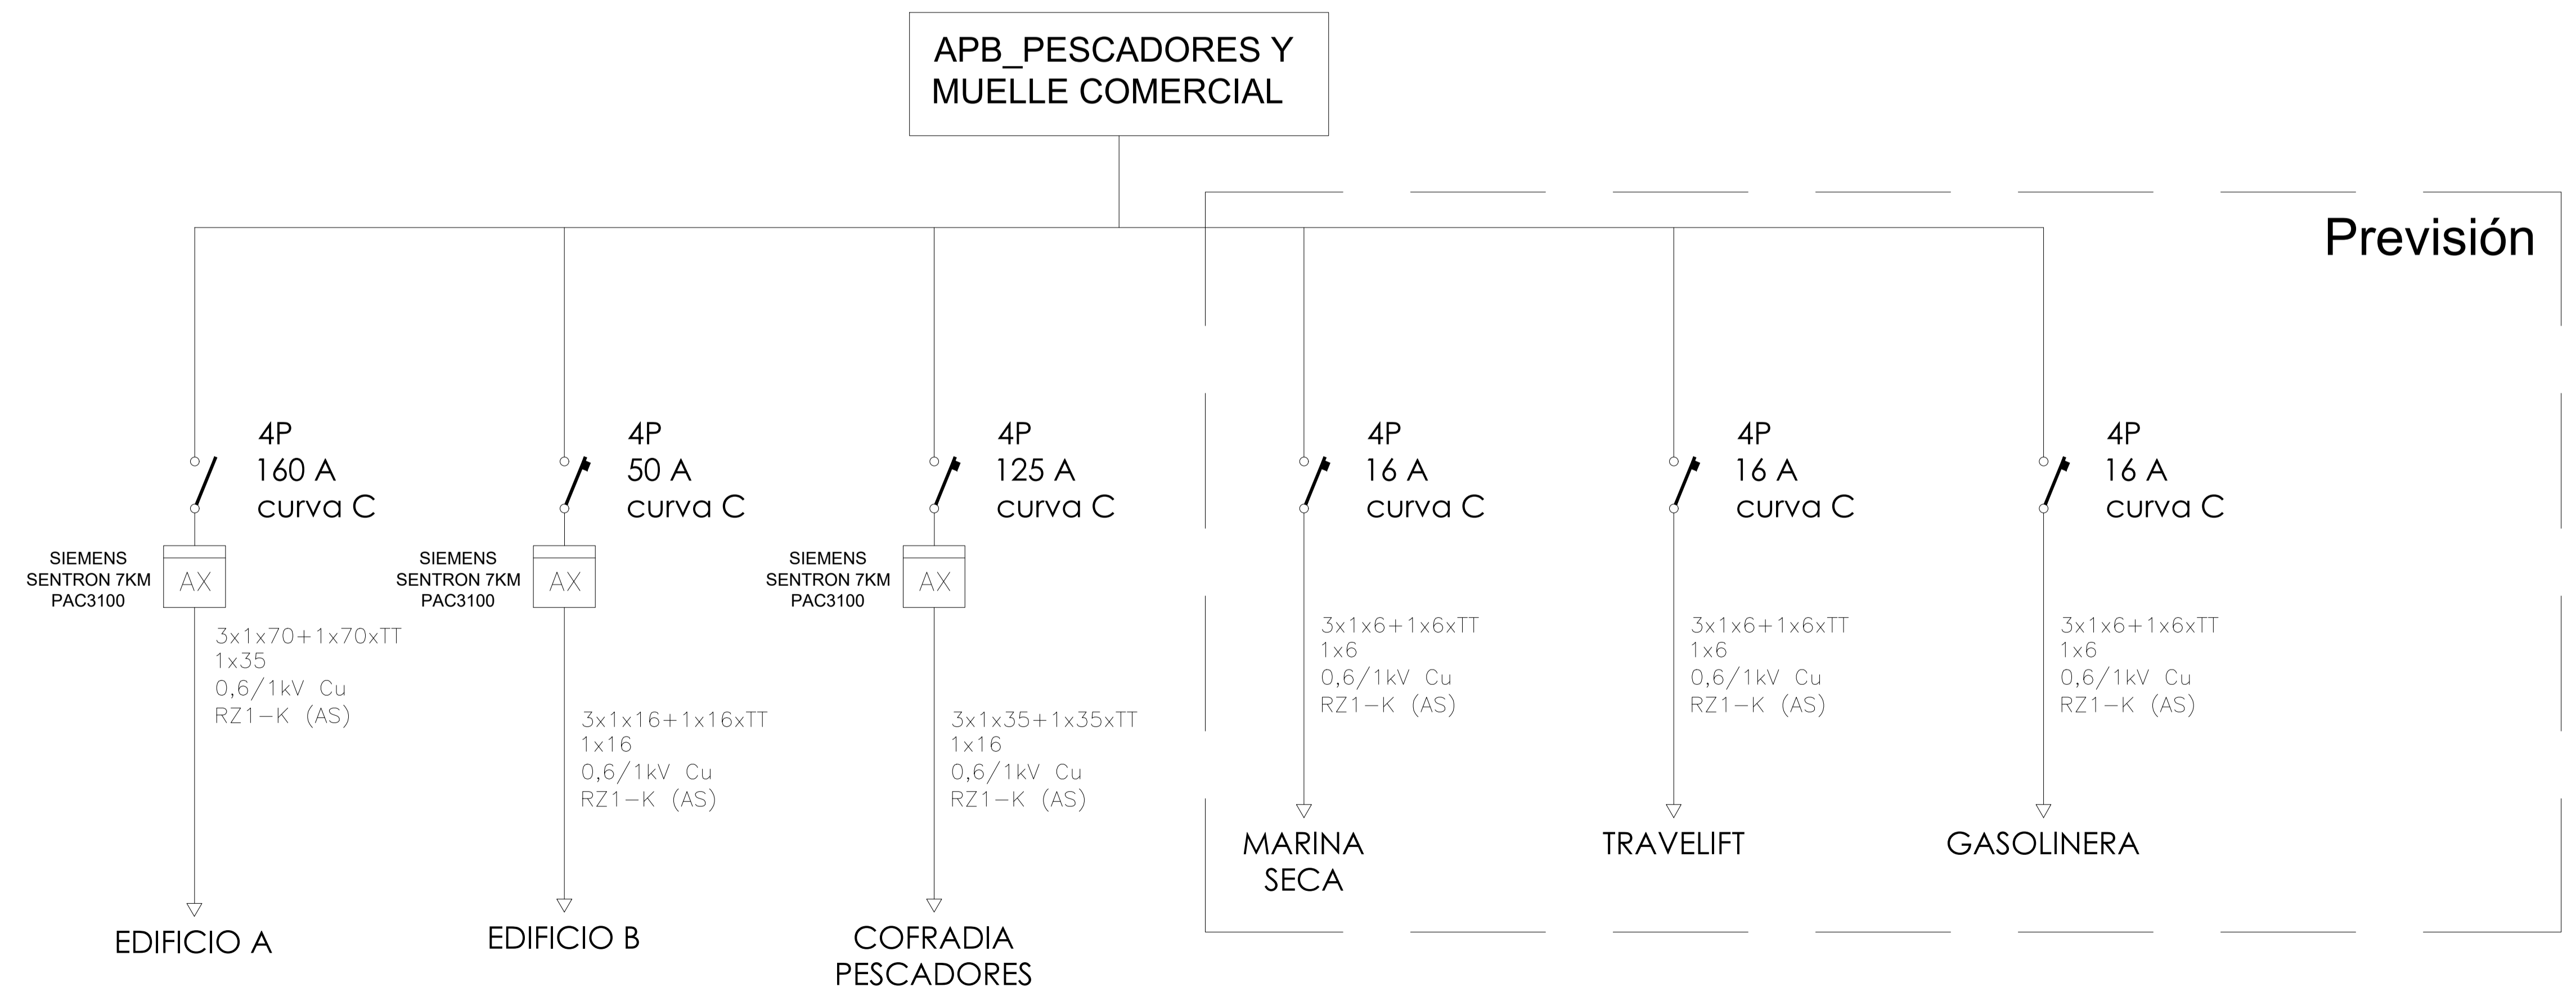 APB_PESCADORES Y
MUELLE COMERCIAL
Previsión
4P
160 A
curva C
SIEMENS
SENTRON 7KM
PAC3100
AX
3x1x70+1x70xTT
1x35
0,6/1kV Cu
RZ1-K (AS)
EDIFICIO A
4P
50 A
curva C
SIEMENS
SENTRON 7KM
PAC3100
AX
3x1x16+1x16xTT
1x16
0,6/1kV Cu
RZ1-K (AS)
EDIFICIO B
4P
125 A
curva C
SIEMENS
SENTRON 7KM
PAC3100
AX
3x1x35+1x35xTT
1x16
0,6/1kV Cu
RZ1-K (AS)
COFRADIA
PESCADORES
4P
16 A
curva C
3x1x6+1x6xTT
1x6
0,6/1kV Cu
RZ1-K (AS)
MARINA
SECA
4P
16 A
curva C
3x1x6+1x6xTT
1x6
0,6/1kV Cu
RZ1-K (AS)
TRAVELIFT
4P
16 A
curva C
3x1x6+1x6xTT
1x6
0,6/1kV Cu
RZ1-K (AS)
GASOLINERA